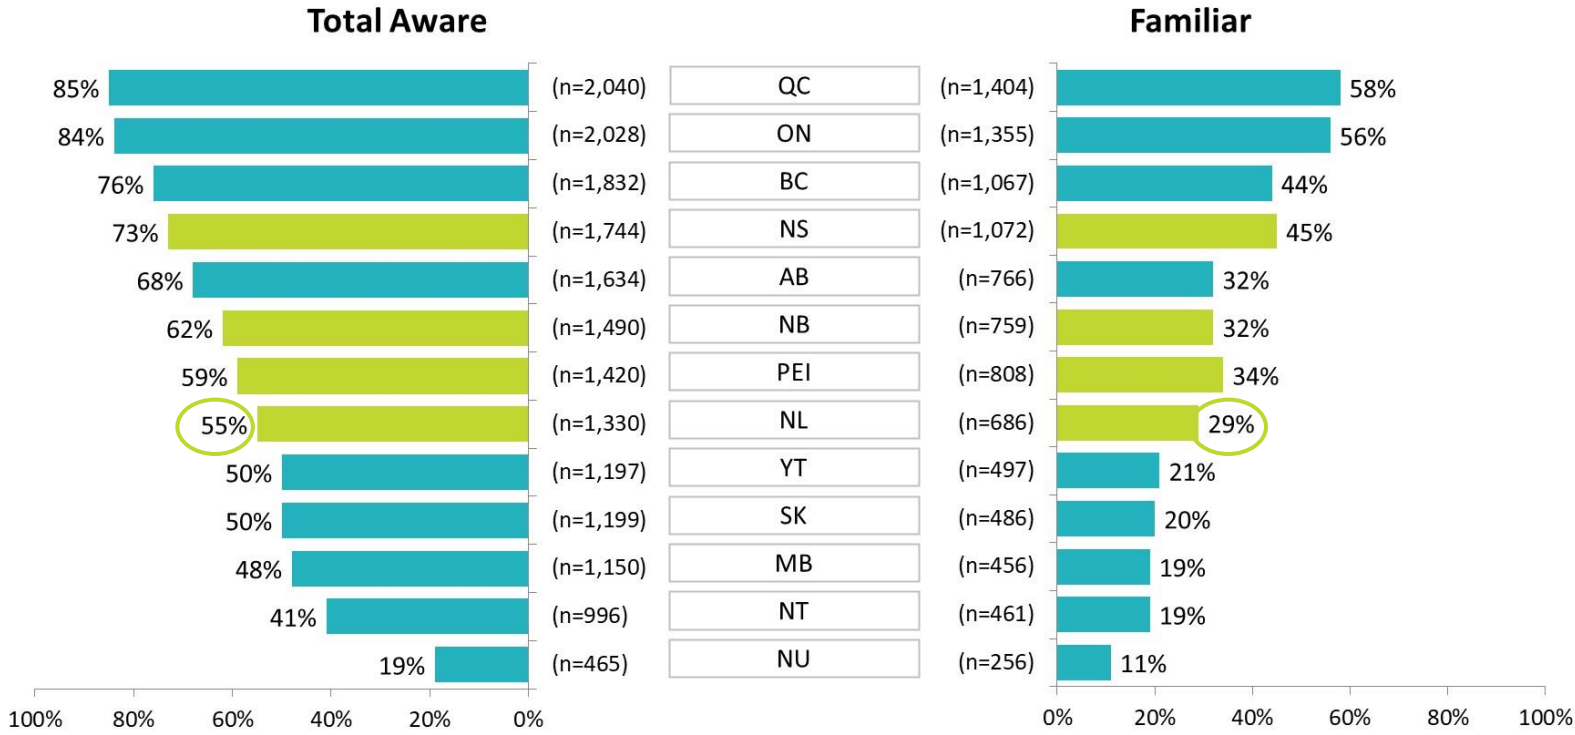 Total Aware Familiar
85% (n=2,040) QC (n=1,404) 58%
84% (n=2,028) ON (n=1,355) 56%
76% (n=1,832) BC (n=1,067) 44%
73% (n=1,744) NS (n=1,072) 45%
68% (n=1,634) AB (n=766) 32%
62% (n=1,490) NB (n=759) 32%
59% (n=1,420) PEI (n=808) 34%
55% (n=1,330) NL (n=686) 29%
50% (n=1,197) YT (n=497) 21%
50% (n=1,199) SK (n=486) 20%
48% (n=1,150) MB (n=456) 19%
41% (n=996) NT (n=461) 19%
19% (n=465) NU (n=256) 11%
100% 80% 60% 40% 20% 0% 0% 20% 40% 60% 80% 100%